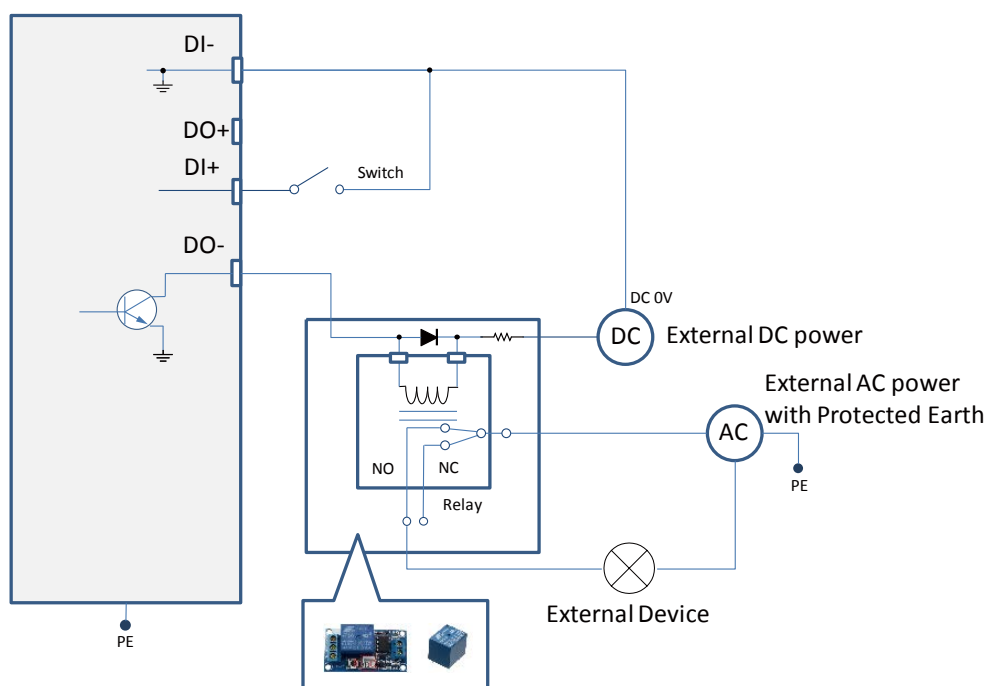 DI-
DO+
DI+
Switch
DO-
DC 0V
DC
External DC power
External AC power
with Protected Earth
AC
NO
NC
PE
Relay
External Device
PE